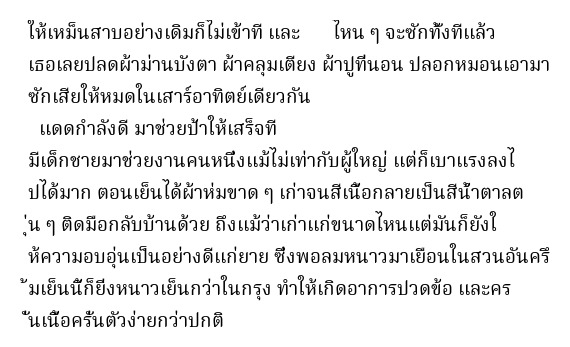 ให้เหม็นสาบอย่างเดิมก็ไม่เข้าที และ      ไหน ๆ จะซักทั้งทีแล้ว
เธอเลยปลดผ้าม่านบังตา ผ้าคลุมเตียง ผ้าปูที่นอน ปลอกหมอนเอามา
ซักเสียให้หมดในเสาร์อาทิตย์เดียวกัน
แดดกำลังดี มาช่วยป้าให้เสร็จที
มีเด็กชายมาช่วยงานคนหนึ่งแม้ไม่เท่ากับผู้ใหญ่ แต่ก็เบาแรงลงไ
ปได้มาก ตอนเย็นได้ผ้าห่มขาด ๆ เก่าจนสีเนื้อกลายเป็นสีน้ำตาลต
ุ่น ๆ ติดมือกลับบ้านด้วย ถึงแม้ว่าเก่าแก่ขนาดไหนแต่มันก็ยังใ
ห้ความอบอุ่นเป็นอย่างดีแก่ยาย ซึ่งพอลมหนาวมาเยือนในสวนอันครึ
้มเย็นนี้ก็ยิ่งหนาวเย็นกว่าในกรุง ทำให้เกิดอาการปวดข้อ และคร
ั่นเนื้อครั่นตัวง่ายกว่าปกติ